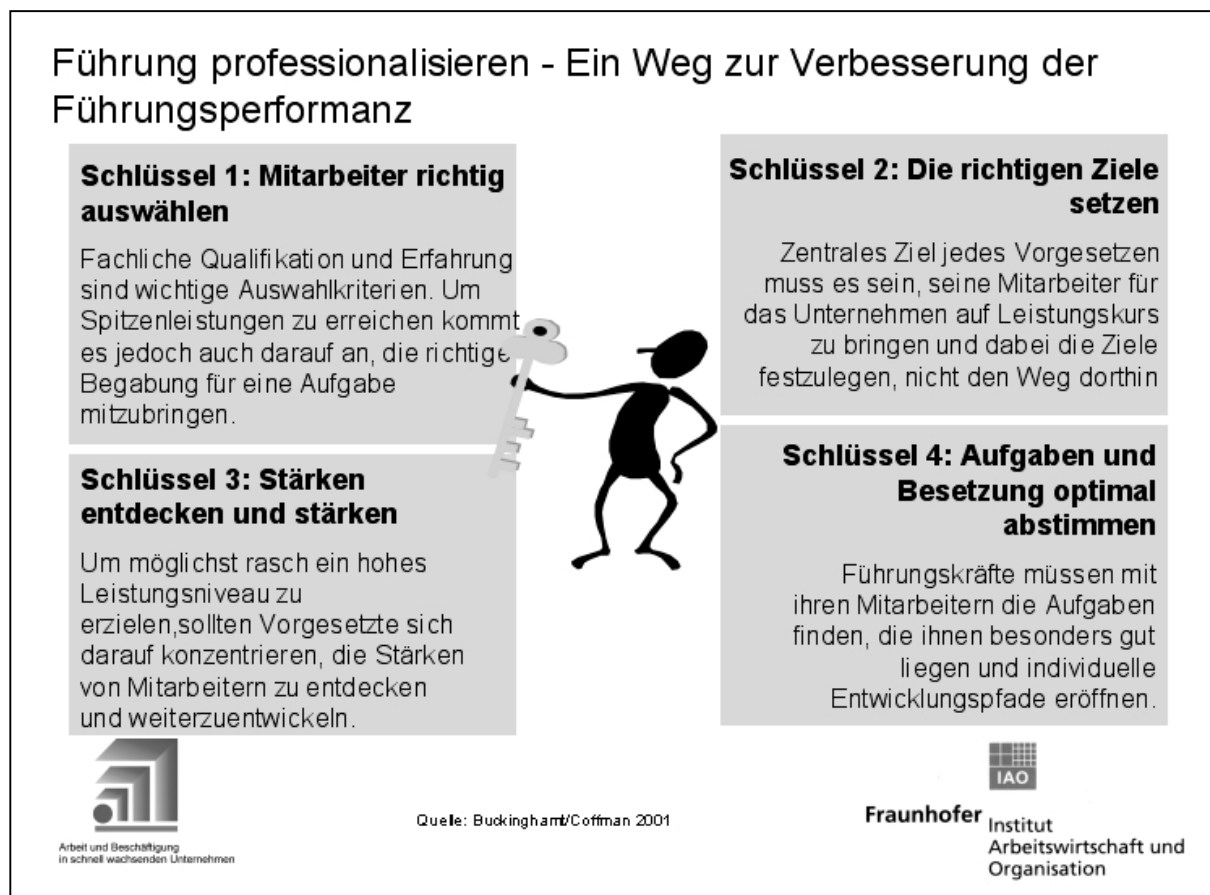 Führung professionalisieren - Ein Weg zur Verbesserung der
Führungsperformanz
Schlüssel 1: Mitarbeiter richtig
auswählen
Fachliche Qualifikation und Erfahrung
sind wichtige Auswahlkriterien. Um
Spitzenleistungen zu erreichen kommt
es jedoch auch darauf an, die richtige
Begabung für eine Aufgabe
mitzubringen.
Schlüssel 2: Die richtigen Ziele
setzen
Zentrales Ziel jedes Vorgesetzen
muss es sein, seine Mitarbeiter für
das Unternehmen auf Leistungskurs
zu bringen und dabei die Ziele
festzulegen, nicht den Weg dorthin
Schlüssel 3: Stärken
entdecken und stärken
Um möglichst rasch ein hohes
Leistungsniveau zu
erzielen,sollten Vorgesetzte sich
darauf konzentrieren, die Stärken
von Mitarbeitern zu entdecken
und weiterzuentwickeln.
Schlüssel 4: Aufgaben und
Besetzung optimal
abstimmen
Führungskräfte müssen mit
ihren Mitarbeitern die Aufgaben
finden, die ihnen besonders gut
liegen und individuelle
Entwicklungspfade eröffnen.
Arbeit und Beschäftigung
in schnell wachsenden Unternehmen
Quelle: Buckingham/Coffman 2001
IAO
Fraunhofer Institut
Arbeitswirtschaft und
Organisation